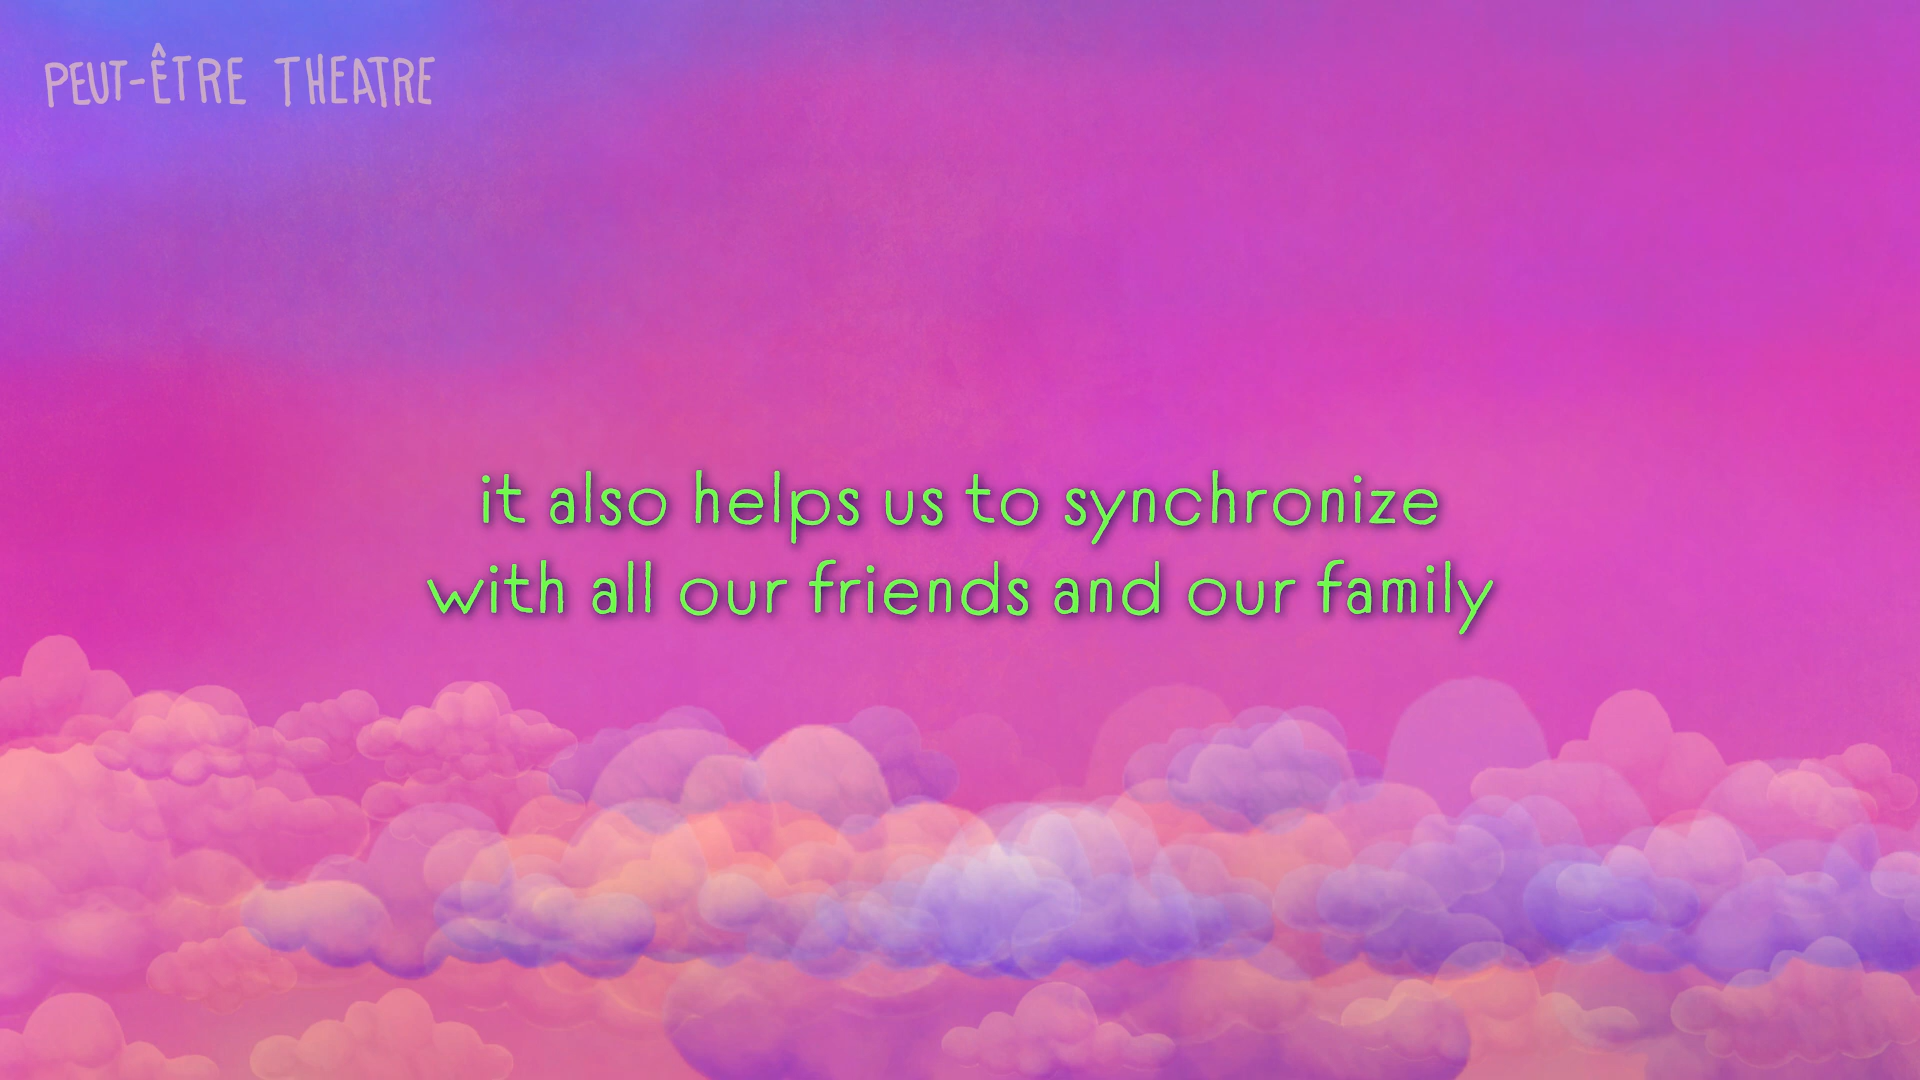 PEUT-ÊTRE THEATRE
it also helps us to synchronize
with all our friends and our family